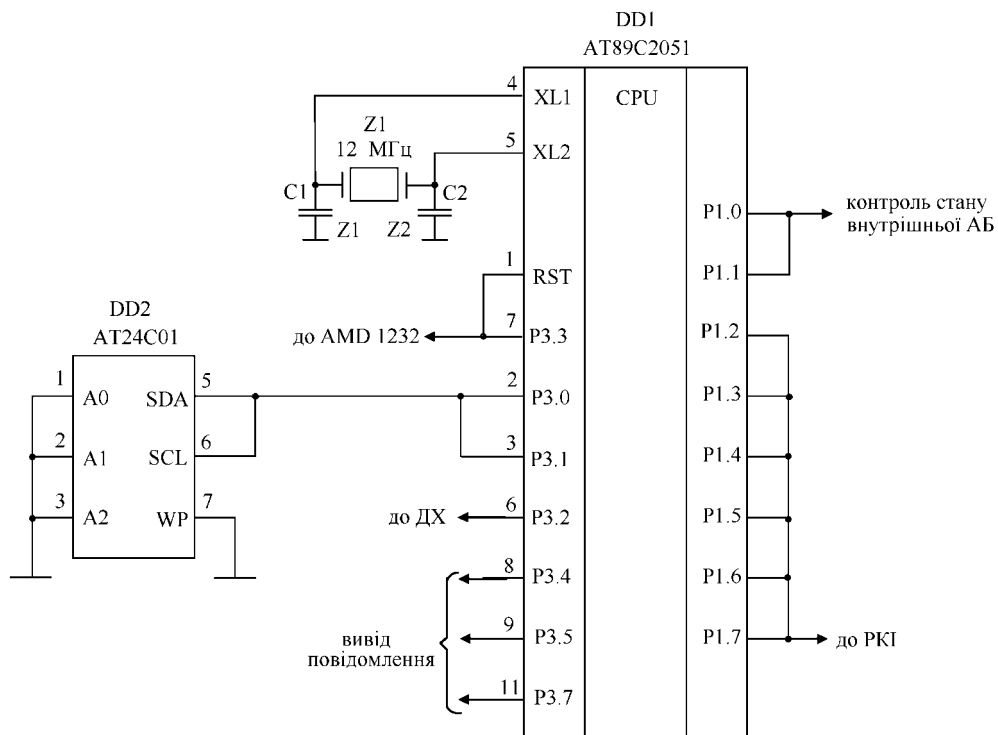 DD1
AT89C2051
4
XL1
CPU
Z1
12 МГц
5
XL2
C1
C2
Z1
Z2
P1.0
контроль стану
внутрішньої АБ
1
RST
P1.1
DD2
AT24C01
до AMD 1232
7
P3.3
P1.2
1
A0
SDA
5
2
P3.0
P1.3
2
A1
SCL
6
3
P3.1
P1.4
3
A2
WP
7
до ДХ
6
P3.2
P1.5
8
P3.4
P1.6
вивід
повідомлення
9
P3.5
P1.7
до РКІ
11
P3.7